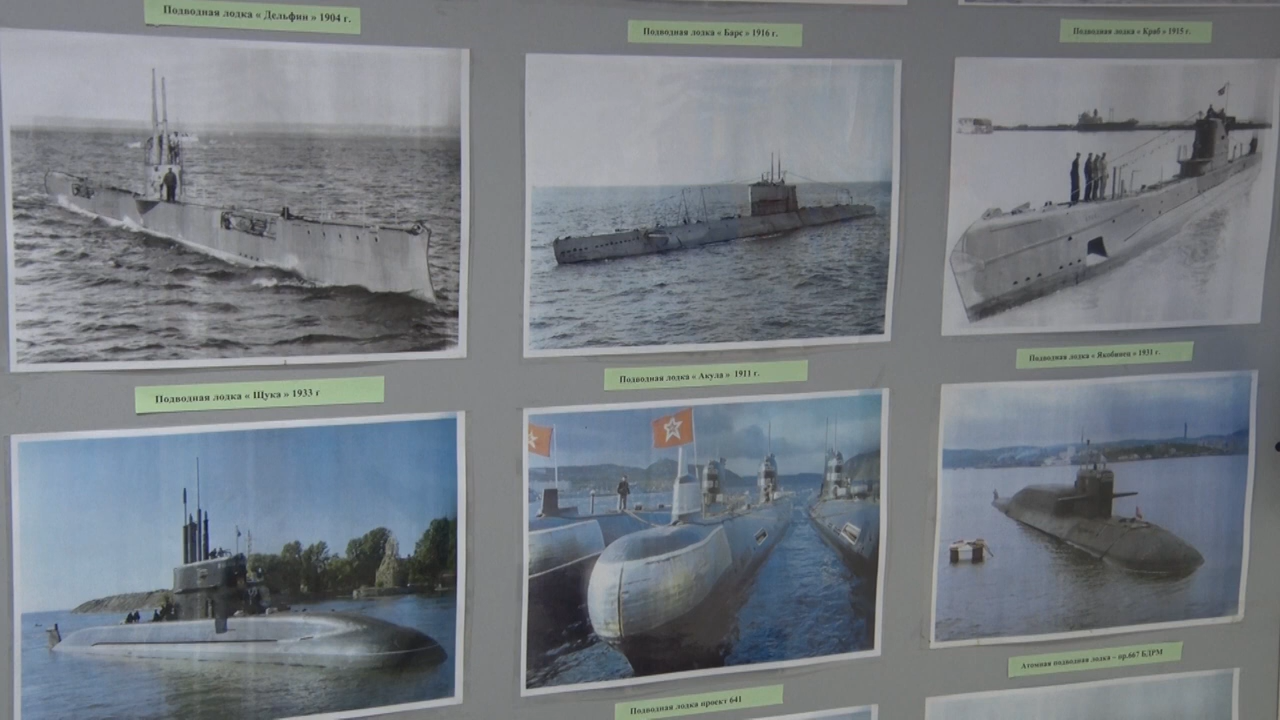 Подводная лодка « Дельфин » 1904 г.
Подводная лодка « Барс » 1916 г.
Подводная лодка « Краб » 1915 г.
Подводная лодка « Щука » 1933 г
Подводная лодка « Акула » 1911 г.
Подводная лодка « Якобинец » 1931 г.
Подводная лодка проект 641
Атомная подводная лодка – пр.667 БДРМ